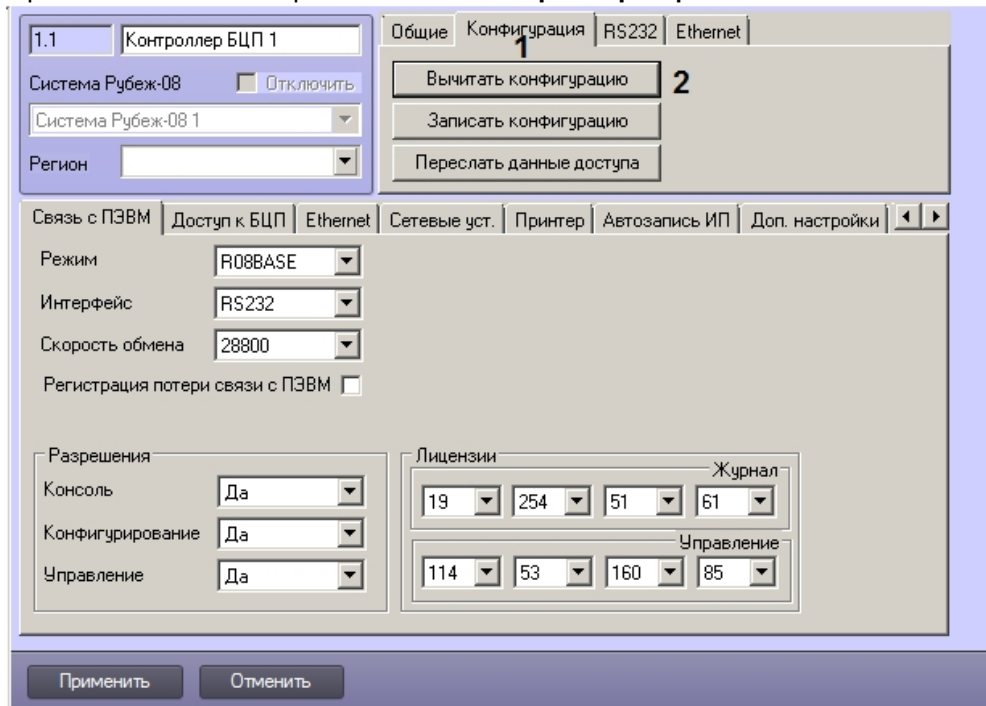 1.1 Контроллер БЦП 1
Система Рубеж-08 Отключить
Система Рубеж-08 1
Регион
Общие Конфигурация RS232 Ethernet
1
Вычитать конфигурацию 2
Записать конфигурацию
Переслать данные доступа
Связь с ПЭВМ Доступ к БЦП Ethernet Сетевые уст. Принтер Автозапись ИП Доп. настройки
Режим R08BASE
Интерфейс RS232
Скорость обмена 28800
Регистрация потери связи с ПЭВМ
Разрешения
Консоль Да
Конфигурирование Да
Управление Да
Лицензии
Журнал
19 254 51 61
Управление
114 53 160 85
Применить Отменить